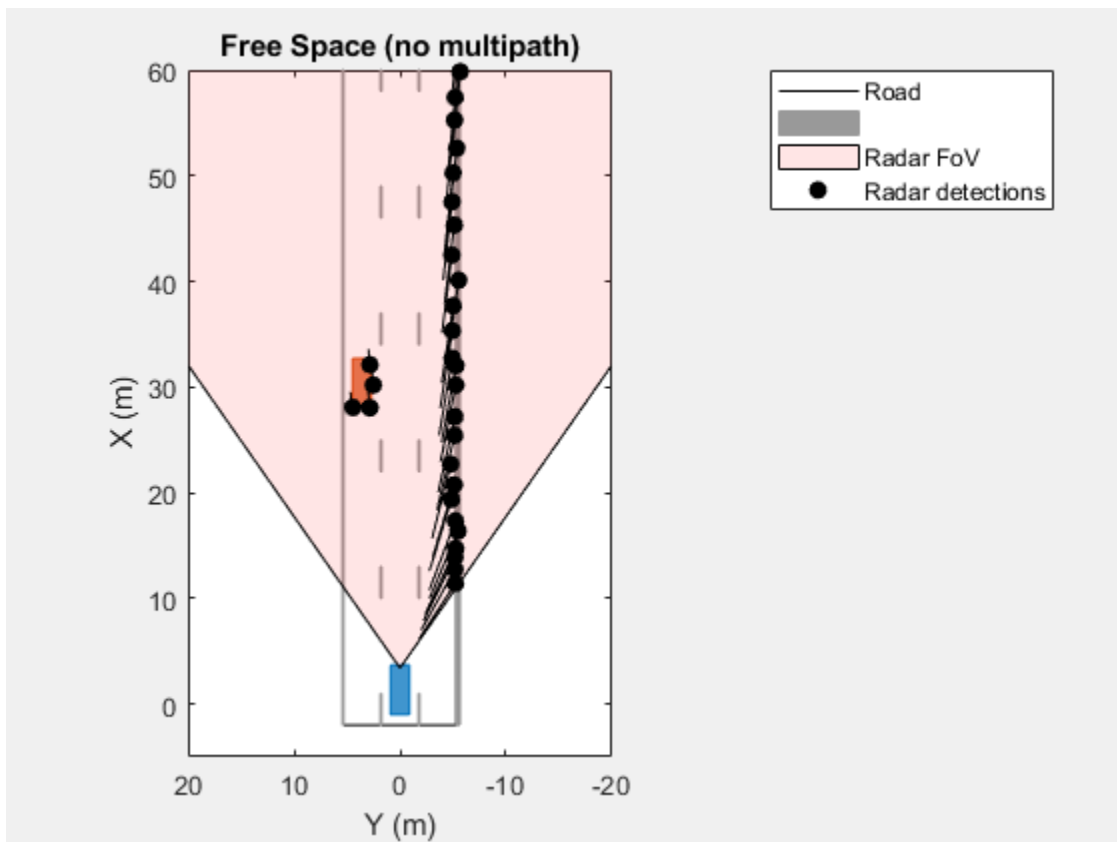 Free Space (no multipath)
60
50
40
30
20
10
0
X (m)
20 10 0 -10 -20
Y (m)
Road
Radar FoV
Radar detections